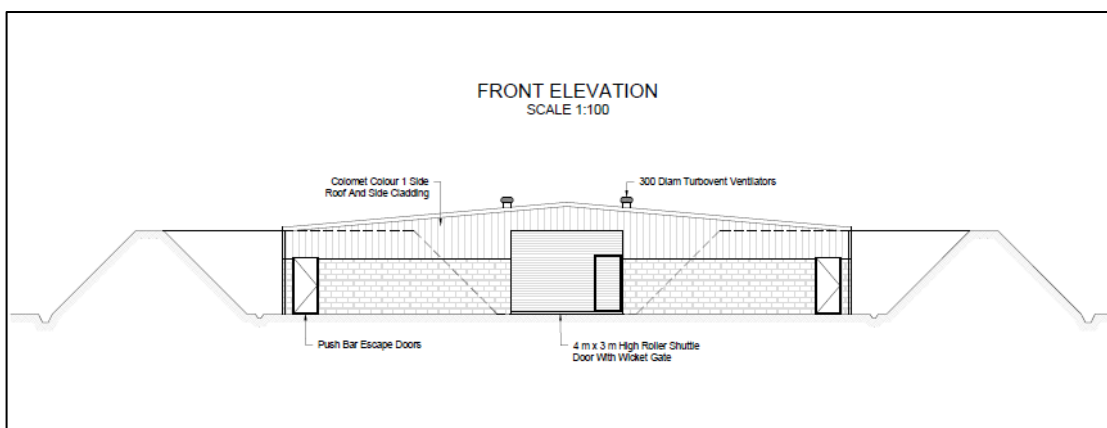 FRONT ELEVATION
SCALE 1:100
Colomet Colour 1 Side
Roof And Side Cladding
300 Diam Turbovent Ventilators
Push Bar Escape Doors
4 m x 3 m High Roller Shuttle
Door With Wicket Gate